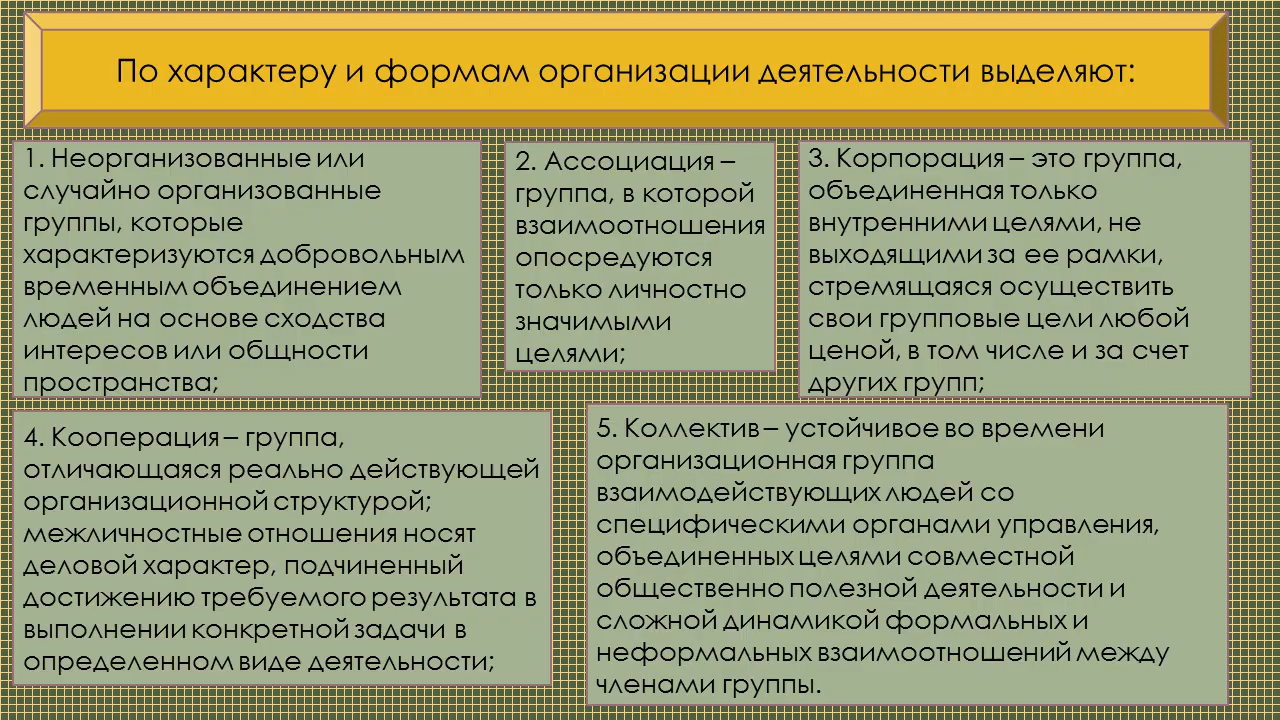 По характеру и формам организации деятельности выделяют:
1. Неорганизованные или
случайно организованные
группы, которые
характеризуются добровольным
временным объединением
людей на основе сходства
интересов или общности
пространства;
2. Ассоциация –
группа, в которой
взаимоотношения
опосредуются
только личностно
значимыми
целями;
3. Корпорация – это группа,
объединенная только
внутренними целями, не
выходящими за ее рамки,
стремящаяся осуществить
свои групповые цели любой
ценой, в том числе и за счет
других групп;
4. Кооперация – группа,
отличающаяся реально действующей
организационной структурой;
межличностные отношения носят
деловой характер, подчиненный
достижению требуемого результата в
выполнении конкретной задачи в
определенном виде деятельности;
5. Коллектив – устойчивое во времени
организационная группа
взаимодействующих людей со
специфическими органами управления,
объединенных целями совместной
общественно полезной деятельности и
сложной динамикой формальных и
неформальных взаимоотношений между
членами группы.